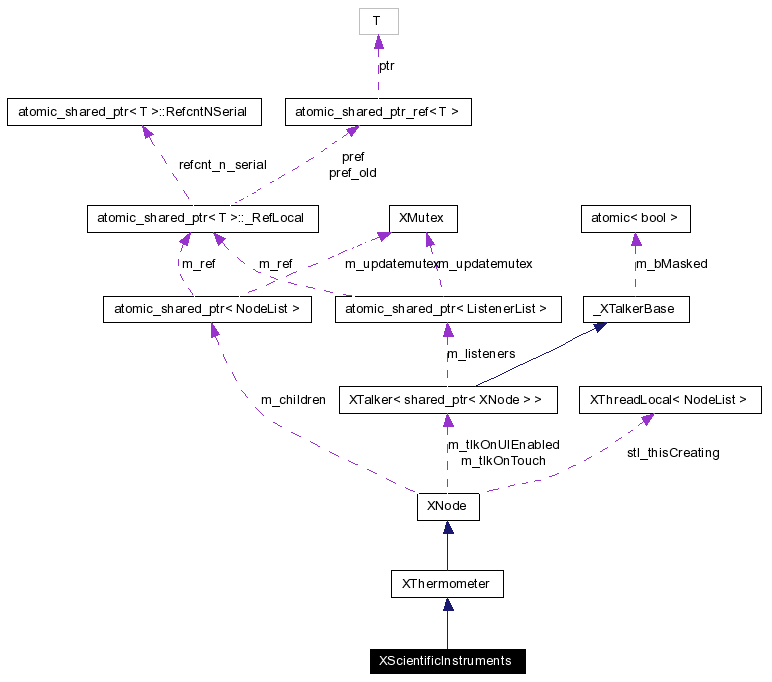 T
ptr
atomic_shared_ptr< T >::RefcntNSerial
atomic_shared_ptr_ref< T >
refcnt_n_serial
pref
pref_old
atomic_shared_ptr< T >::_RefLocal
XMutex
atomic< bool >
m_ref
m_ref
m_updatemutex
m_updatemutex
m_bMasked
atomic_shared_ptr< NodeList >
atomic_shared_ptr< ListenerList >
_XTalkerBase
m_listeners
m_children
XTalker< shared_ptr< XNode > >
XThreadLocal< NodeList >
m_tlkOnUIEnabled
m_tlkOnTouch
stl_thisCreating
XNode
XThermometer
XScientificInstruments